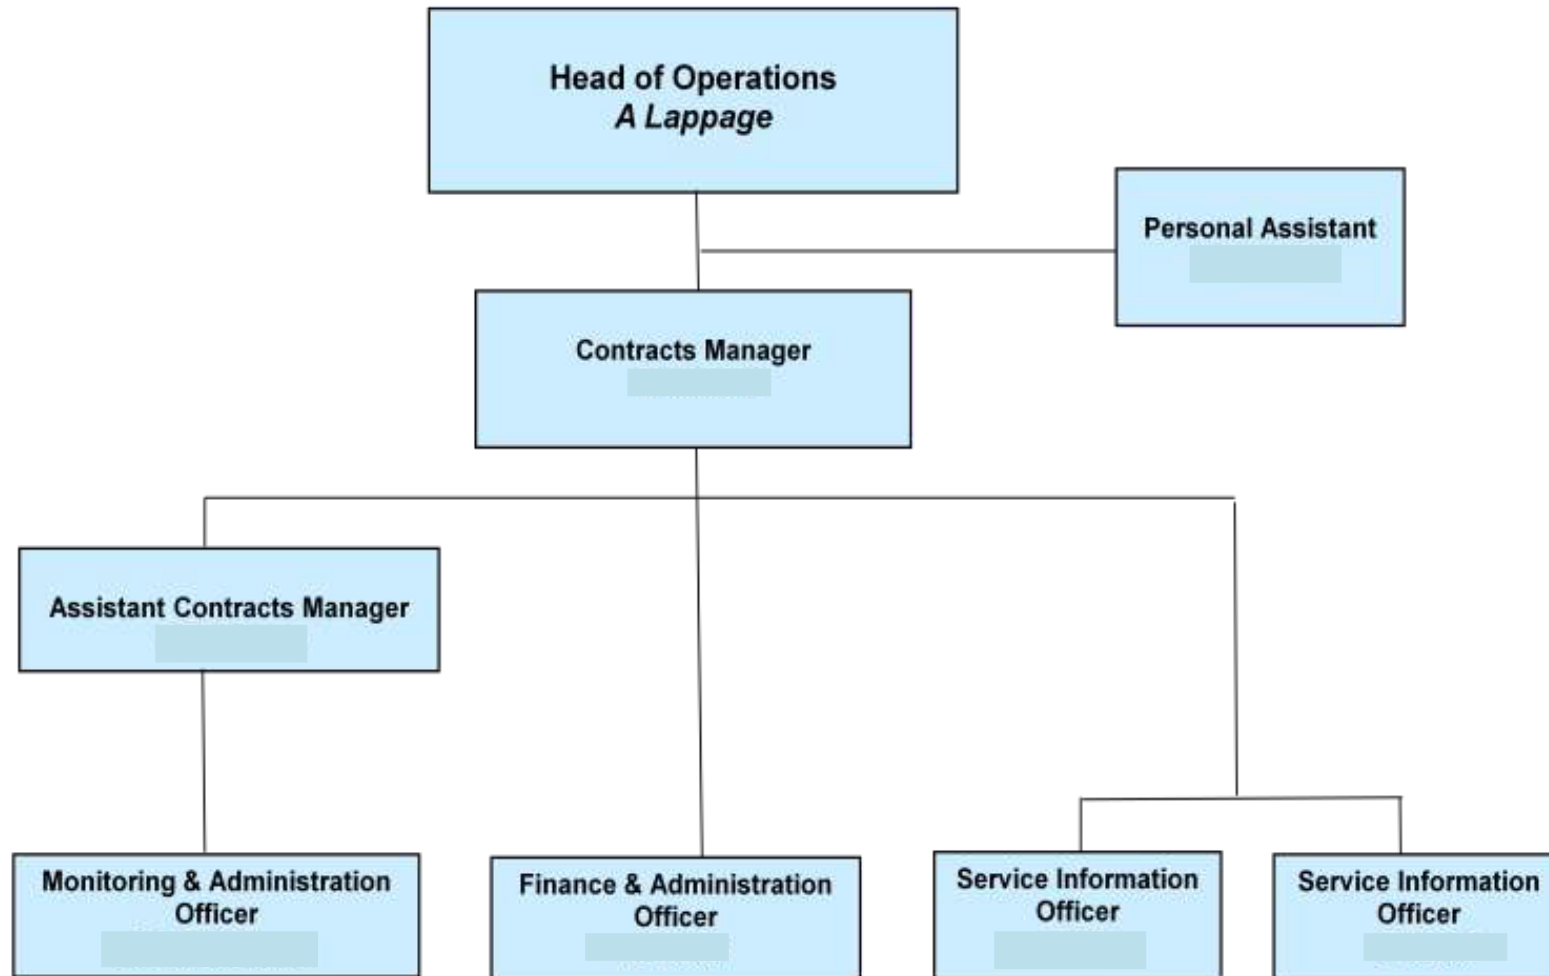 Head of Operations
A Lappage
Personal Assistant
Contracts Manager
Assistant Contracts Manager
Monitoring & Administration
Officer
Finance & Administration
Officer
Service Information
Officer
Service Information
Officer